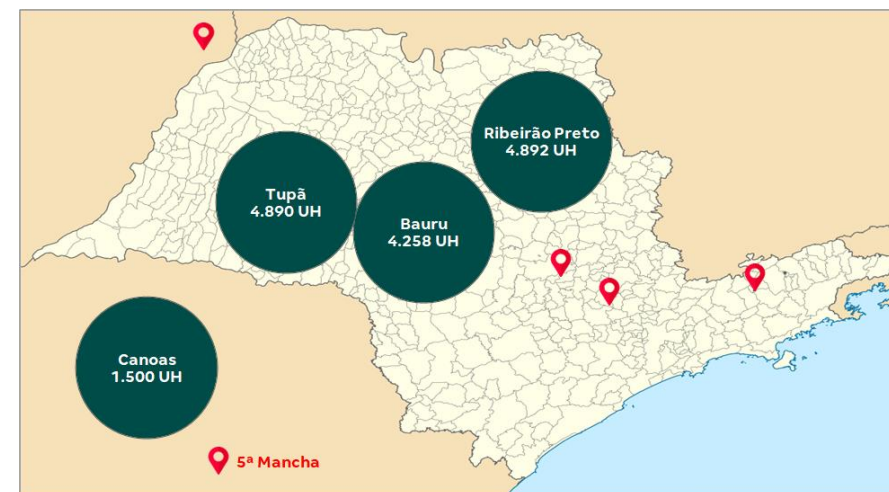 Ribeirão Preto
4.892 UH
Tupã
4.890 UH
Bauru
4.258 UH
Canoas
1.500 UH
5ª Mancha